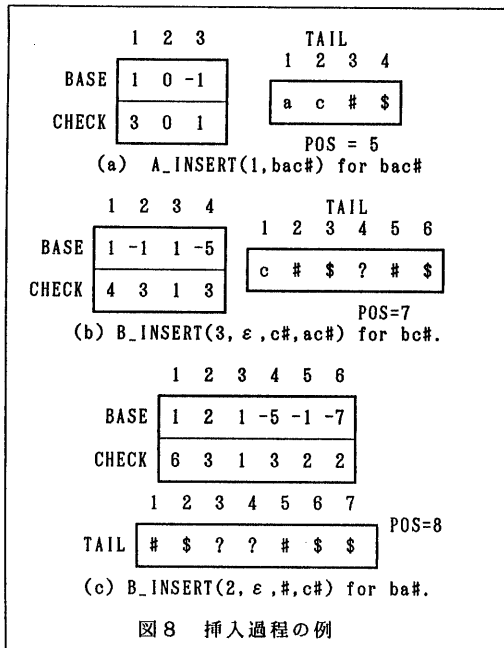 1 2 3
BASE 1 0 -1
CHECK 3 0 1
TAIL
1 2 3 4
a c # $
POS = 5
(a) A_INSERT(1,bac#) for bac#
1 2 3 4
BASE 1 -1 1 -5
CHECK 4 3 1 3
TAIL
1 2 3 4 5 6
c # $ ? # $
POS=7
(b) B_INSERT(3, ε ,c#,ac#) for bc#.
1 2 3 4 5 6
BASE 1 2 1 -5 -1 -7
CHECK 6 3 1 3 2 2
1 2 3 4 5 6 7
TAIL # $ ? ? # $ $
POS=8
(c) B_INSERT(2, ε ,#,c#) for ba#.
図8 挿入過程の例